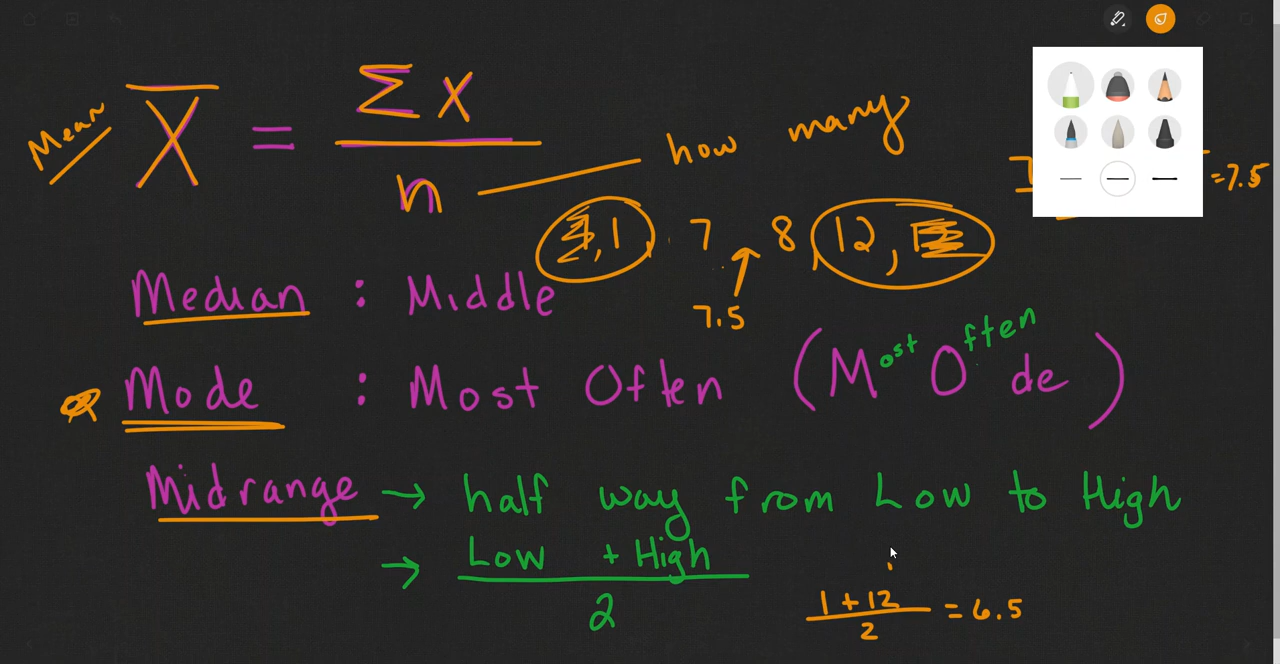 Mean X = Σ X
n how many
1 7 8 12,
= 7.5
7.5
Median : Middle
Mode : Most Often (Most Often de)
Midrange → half way from Low to High
→ Low + High
2
1 + 12
2
= 6.5